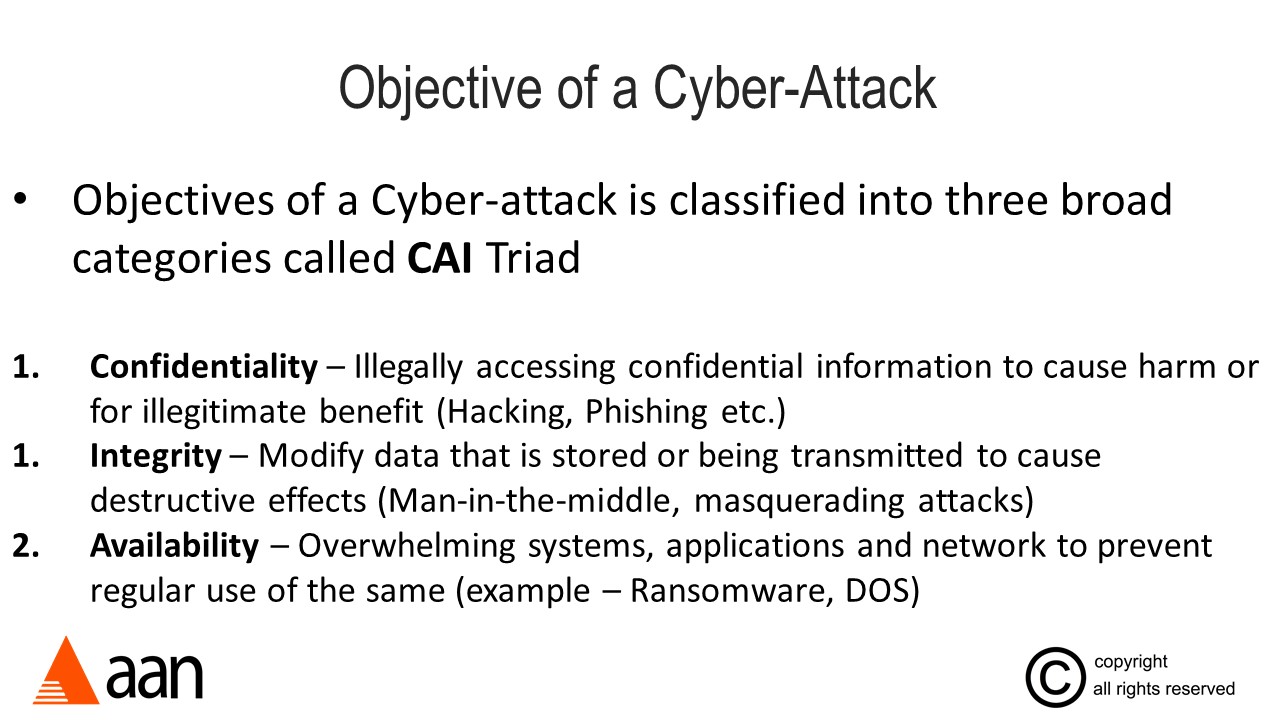 Objective of a Cyber-Attack
• Objectives of a Cyber-attack is classified into three broad
categories called CAI Triad
1. Confidentiality – Illegally accessing confidential information to cause harm or
for illegitimate benefit (Hacking, Phishing etc.)
1. Integrity – Modify data that is stored or being transmitted to cause
destructive effects (Man-in-the-middle, masquerading attacks)
2. Availability – Overwhelming systems, applications and network to prevent
regular use of the same (example – Ransomware, DOS)
aan
© copyright
all rights reserved